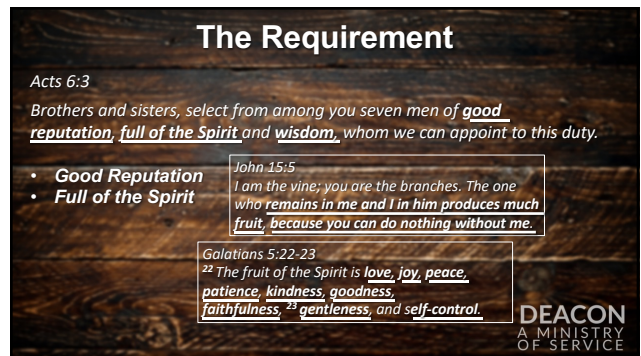 The Requirement
Acts 6:3
Brothers and sisters, select from among you seven men of good
reputation, full of the Spirit and wisdom, whom we can appoint to this duty.
• Good Reputation
• Full of the Spirit
John 15:5
I am the vine; you are the branches. The one
who remains in me and I in him produces much
fruit, because you can do nothing without me.
Galatians 5:22-23
22 The fruit of the Spirit is love, joy, peace,
patience, kindness, goodness,
faithfulness, 23 gentleness, and self-control.
DEACON
A MINISTRY
OF SERVICE